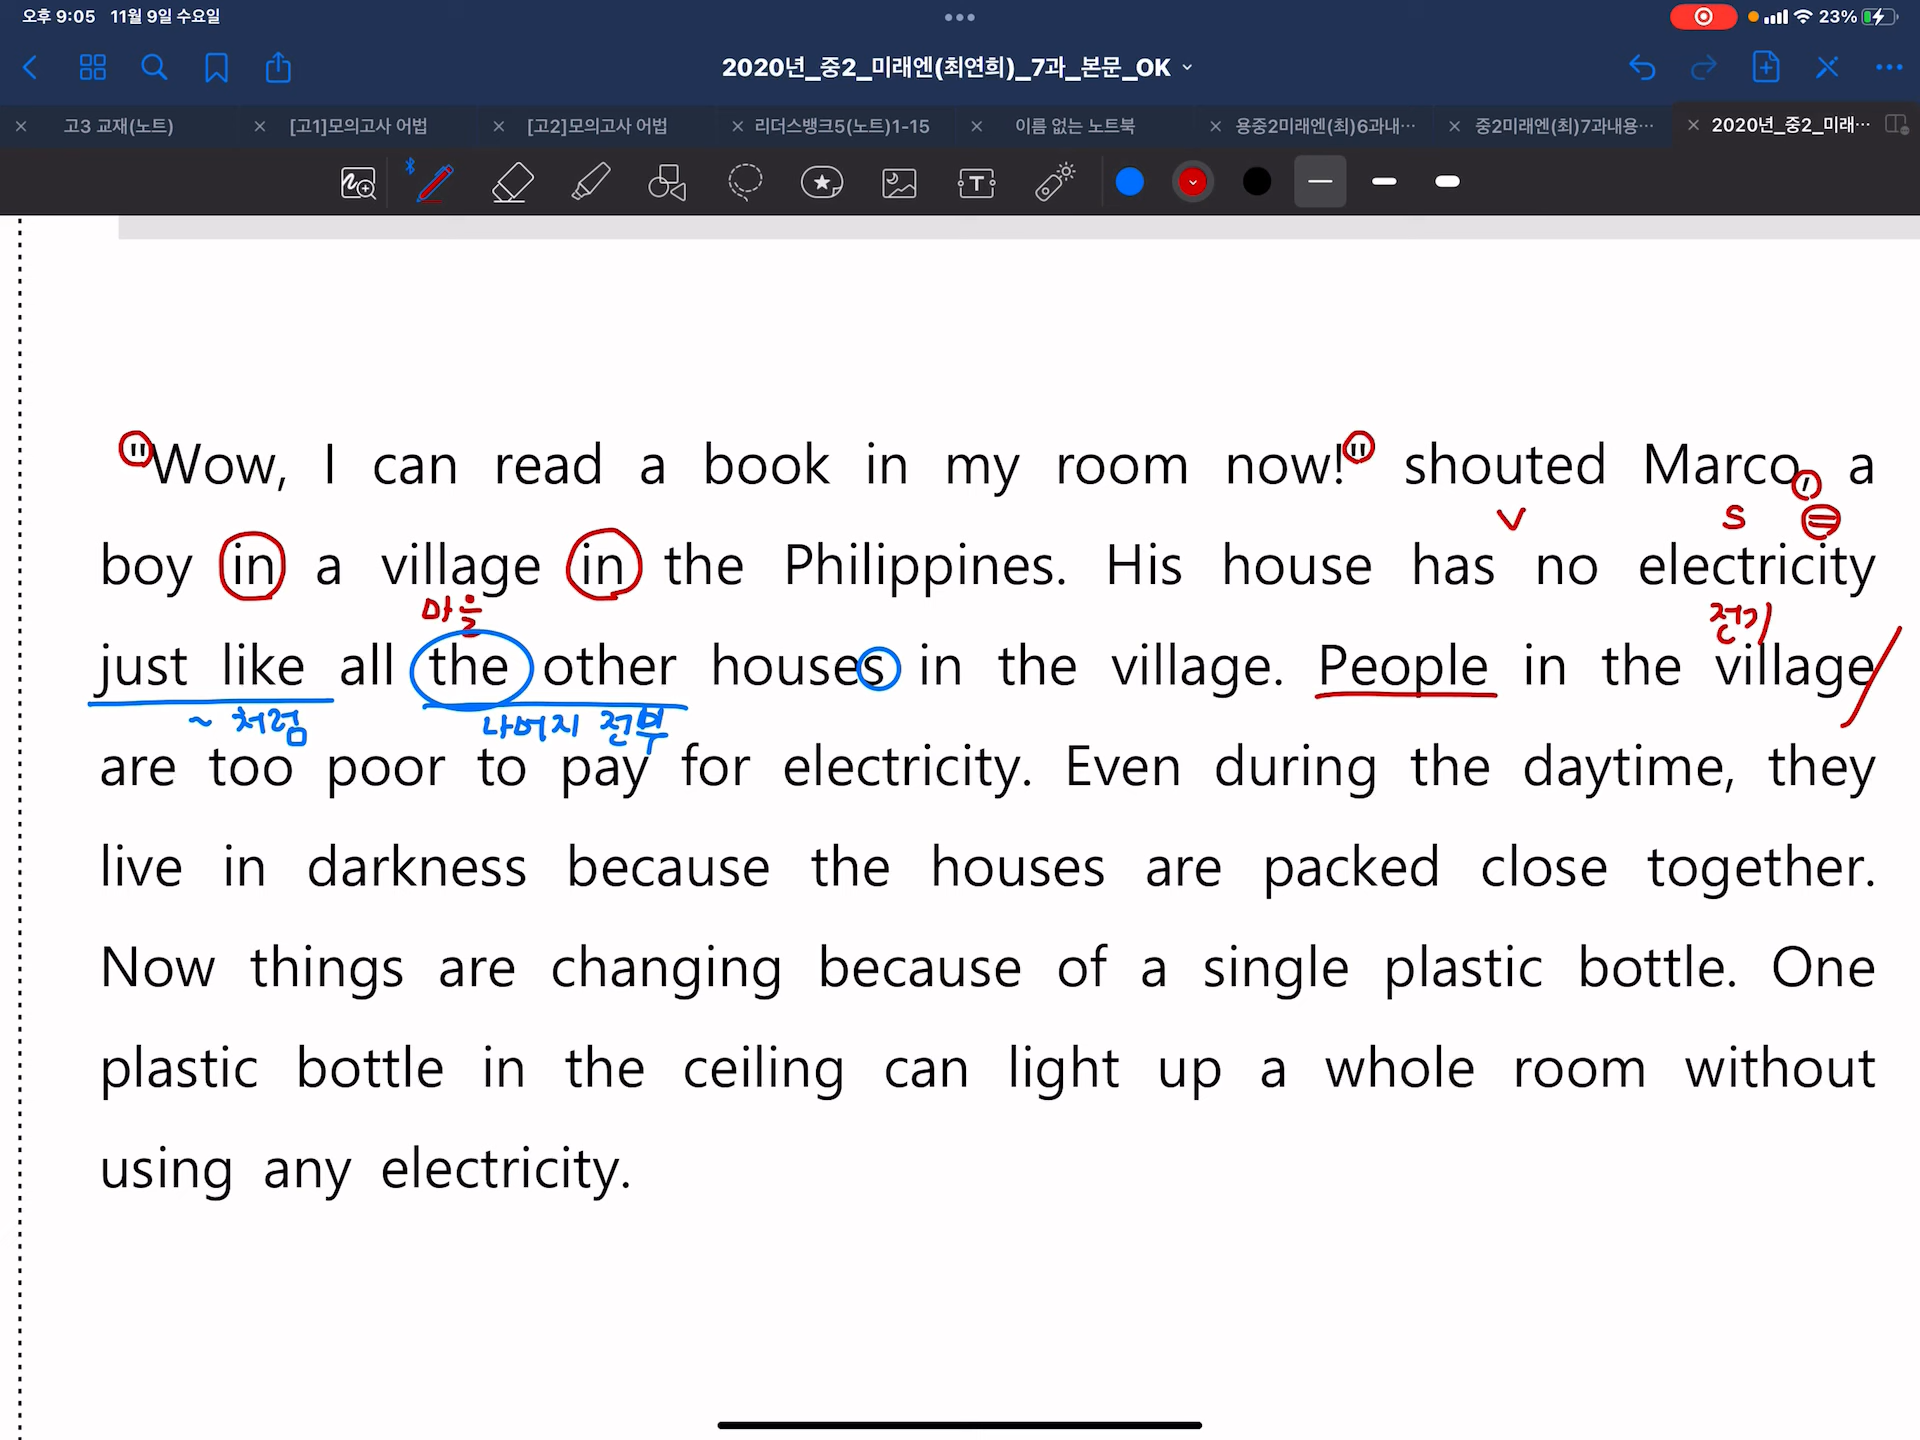 오후 9:05 11월 9일 수요일
23%
2020년_중2_미래엔(최연희)_7과_본문_OK
고3 교재(노트)
[고1]모의고사 어법
[고2]모의고사 어법
리더스뱅크5(노트)1-15
이름 없는 노트북
용중2미래엔(최)6과내…
중2미래엔(최)7과내용…
2020년_중2_미래…
"Wow, I can read a book in my room now!" shouted Marco, a
v s =
boy in a village in the Philippines. His house has no electricity
마을 전기
just like all the other houses in the village. People in the village
~ 처럼 나머지 전부
are too poor to pay for electricity. Even during the daytime, they
live in darkness because the houses are packed close together.
Now things are changing because of a single plastic bottle. One
plastic bottle in the ceiling can light up a whole room without
using any electricity.